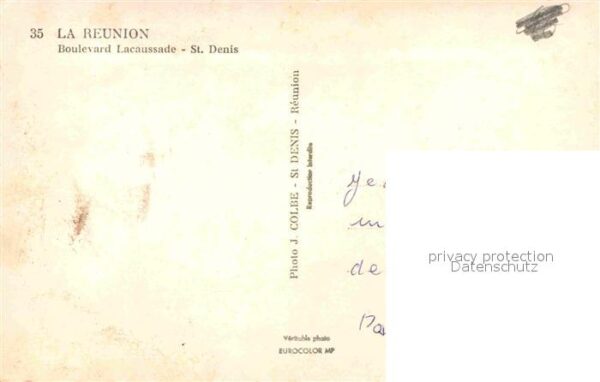 35 LA REUNION
Boulevard Lacaussade - St. Denis
Photo J. COLBE - St DENIS - Réunion
Reproduction interdite
de
privacy protection
Datenschutz
Véritable photo
EUROCOLOR MP